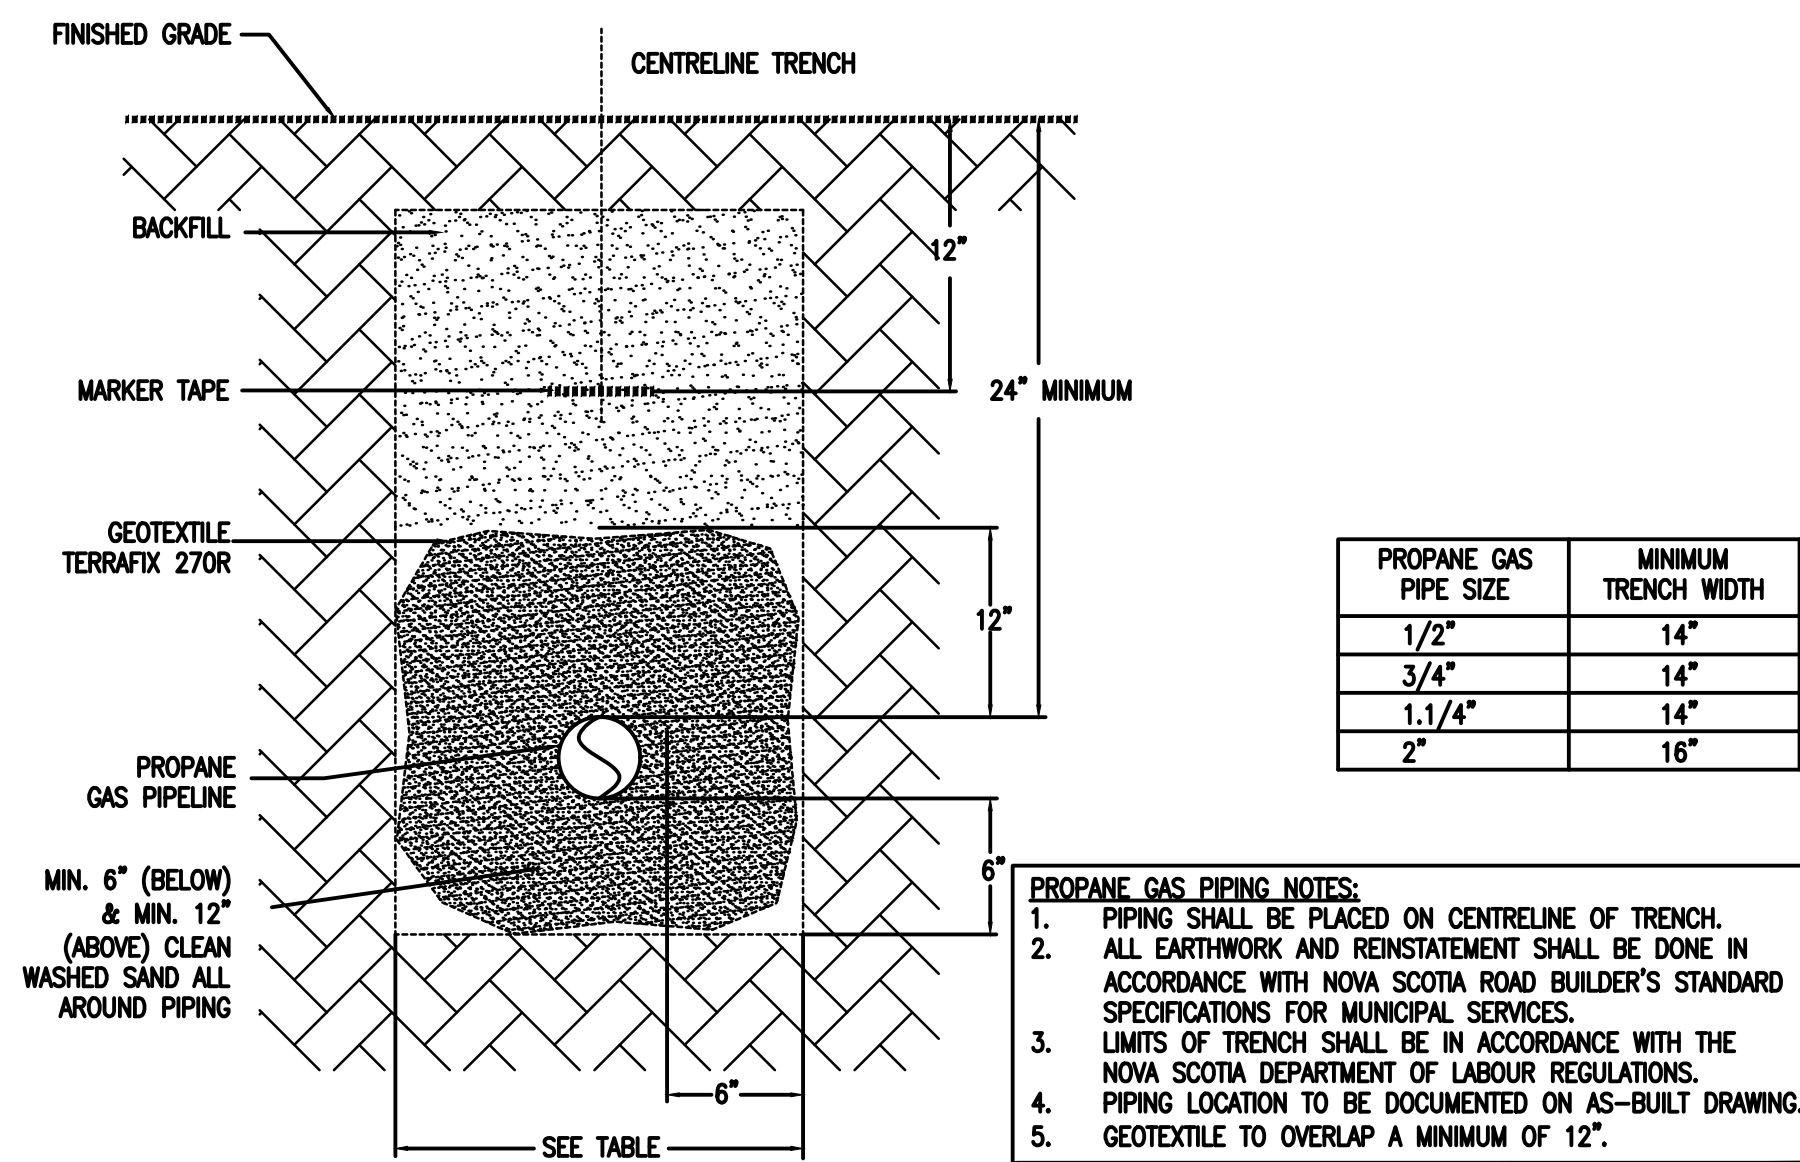 FINISHED GRADE
CENTRELINE TRENCH
BACKFILL
12"
MARKER TAPE
24" MINIMUM
GEOTEXTILE
TERRAFIX 270R
12"
PROPANE
GAS PIPELINE
6"
MIN. 6" (BELOW)
& MIN. 12"
(ABOVE) CLEAN
WASHED SAND ALL
AROUND PIPING
6"
SEE TABLE
PROPANE GAS PIPE SIZE MINIMUM TRENCH WIDTH
1/2" 14"
3/4" 14"
1.1/4" 14"
2" 16"
PROPANE GAS PIPING NOTES:
1. PIPING SHALL BE PLACED ON CENTRELINE OF TRENCH.
2. ALL EARTHWORK AND REINSTATEMENT SHALL BE DONE IN
ACCORDANCE WITH NOVA SCOTIA ROAD BUILDER'S STANDARD
SPECIFICATIONS FOR MUNICIPAL SERVICES.
3. LIMITS OF TRENCH SHALL BE IN ACCORDANCE WITH THE
NOVA SCOTIA DEPARTMENT OF LABOUR REGULATIONS.
4. PIPING LOCATION TO BE DOCUMENTED ON AS-BUILT DRAWING.
5. GEOTEXTILE TO OVERLAP A MINIMUM OF 12".